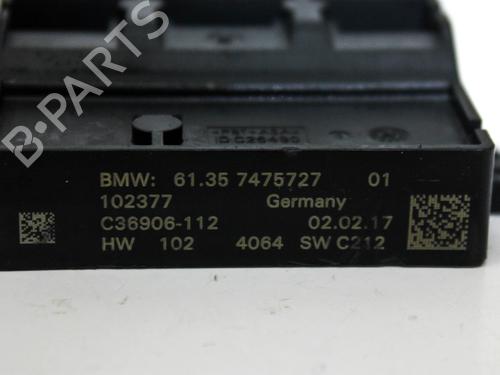 B-PARTS
BMW: 61.35 7475727 01
102377 Germany
C36906-112 02.02.17
HW 102 4064 SW C212